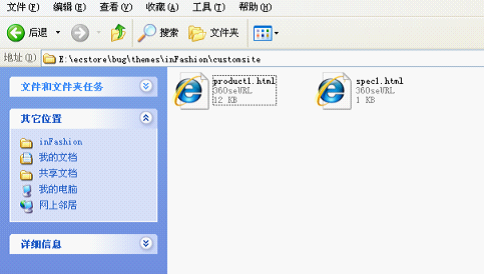 文件(F) 编辑(E) 查看(V) 收藏(A) 工具(T) 帮助(H)
后退 搜索 文件夹
地址(D) E:\ecstore\bug\themes\inFashion\customsite
文件和文件夹任务
其它位置
inFashion
我的文档
共享文档
我的电脑
网上邻居
详细信息
product1.html
360seURL
12 KB
spec1.html
360seURL
1 KB